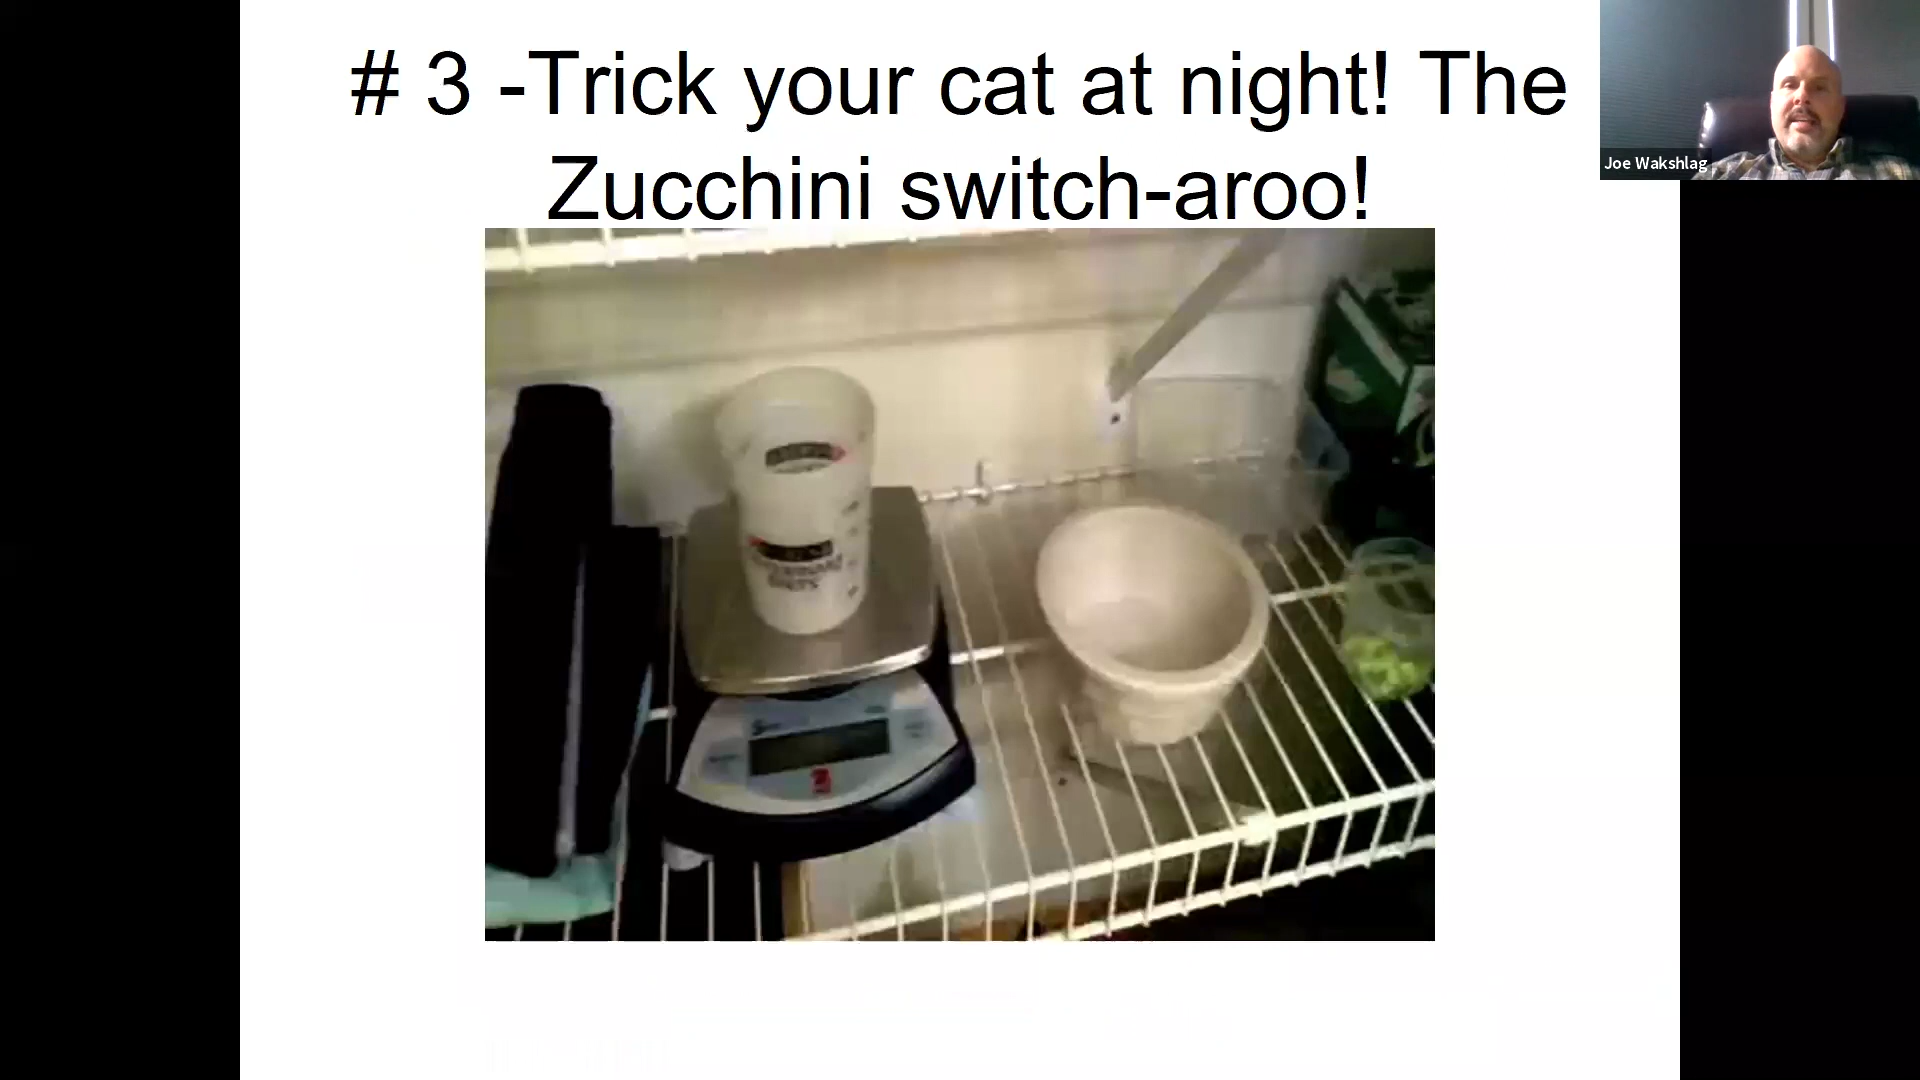 # 3 -Trick your cat at night! The
Zucchini switch-aroo!
Joe Wakshlag